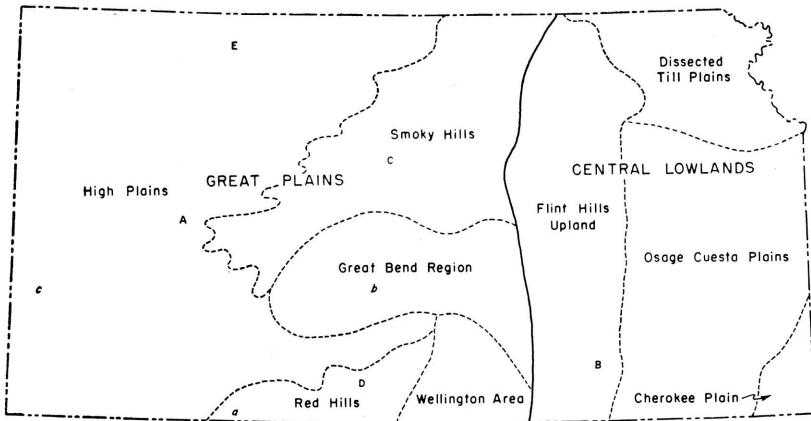 E
Dissected
Till Plains
Smoky Hills
C
CENTRAL LOWLANDS
GREAT PLAINS
High Plains
A
Flint Hills
Upland
Osage Cuesta Plains
Great Bend Region
c
b
B
D
Red Hills
Wellington Area
Cherokee Plain
a